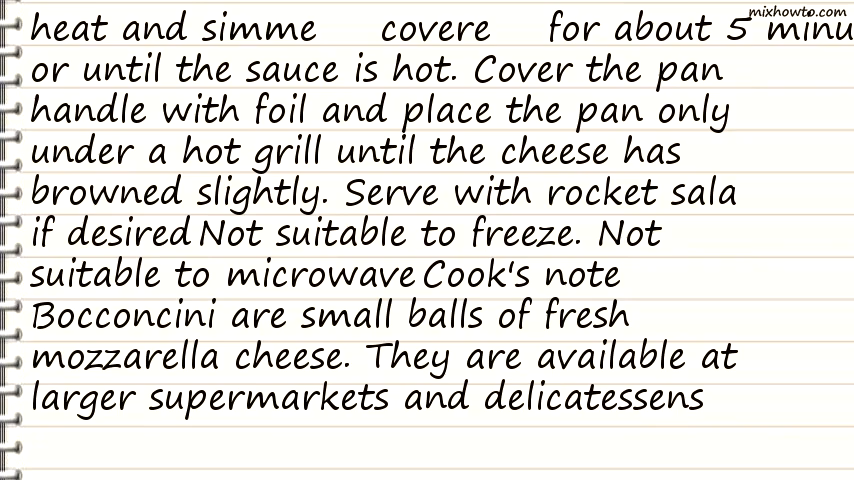 mixhowto.com
heat and simme covere for about 5 minu
or until the sauce is hot. Cover the pan
handle with foil and place the pan only
under a hot grill until the cheese has
browned slightly. Serve with rocket sala
if desired Not suitable to freeze. Not
suitable to microwave Cook's note
Bocconcini are small balls of fresh
mozzarella cheese. They are available at
larger supermarkets and delicatessens